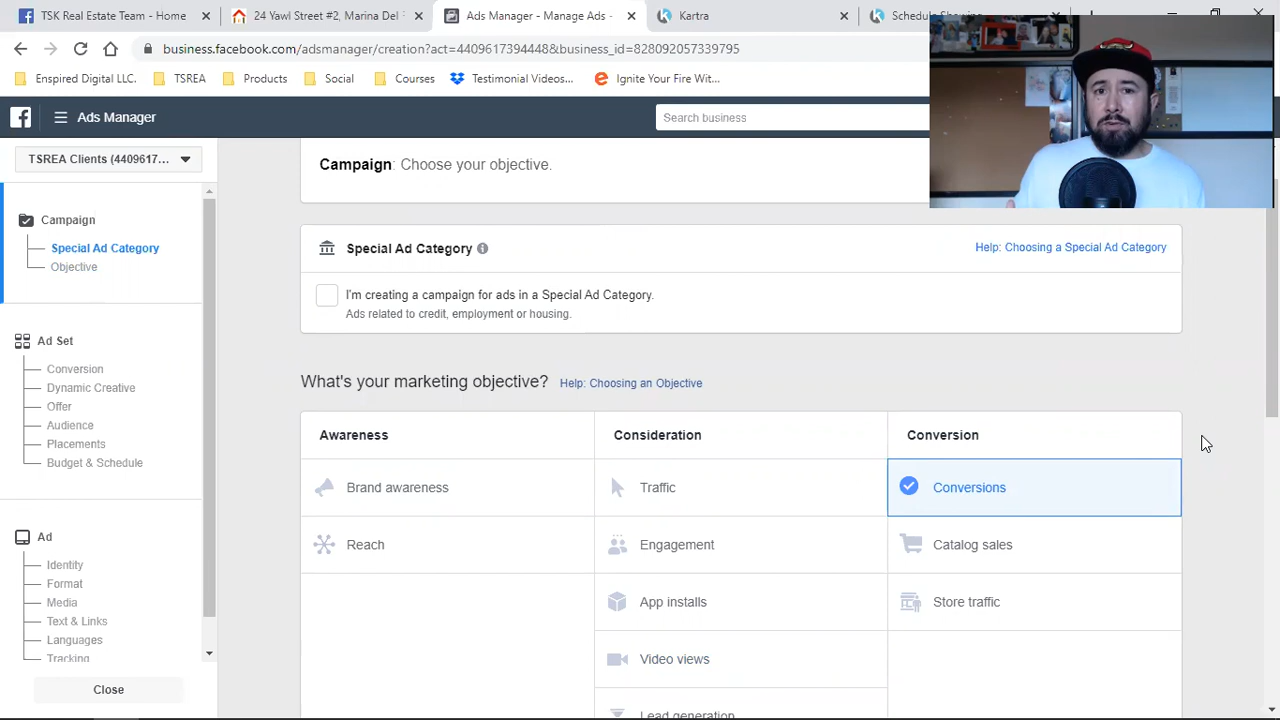 TSK Real Estate Team - Home
24 Yawl Street #2, Marina Del
Ads Manager - Manage Ads -
Kartra
business.facebook.com/adsmanager/creation?act=4409617394448&business_id=828092057339795
Enspired Digital LLC.
TSREA
Products
Social
Courses
Testimonial Videos...
Ignite Your Fire Wit...
Ads Manager
Search business
TSREA Clients (4409617...
Campaign: Choose your objective.
Campaign
Special Ad Category
Objective
Special Ad Category
Help: Choosing a Special Ad Category
I'm creating a campaign for ads in a Special Ad Category.
Ads related to credit, employment or housing.
Ad Set
Conversion
Dynamic Creative
Offer
Audience
Placements
Budget & Schedule
What's your marketing objective? Help: Choosing an Objective
Awareness
Consideration
Conversion
Brand awareness
Traffic
Conversions
Reach
Engagement
Catalog sales
App installs
Store traffic
Video views
Lead generation
Ad
Identity
Format
Media
Text & Links
Languages
Tracking
Close